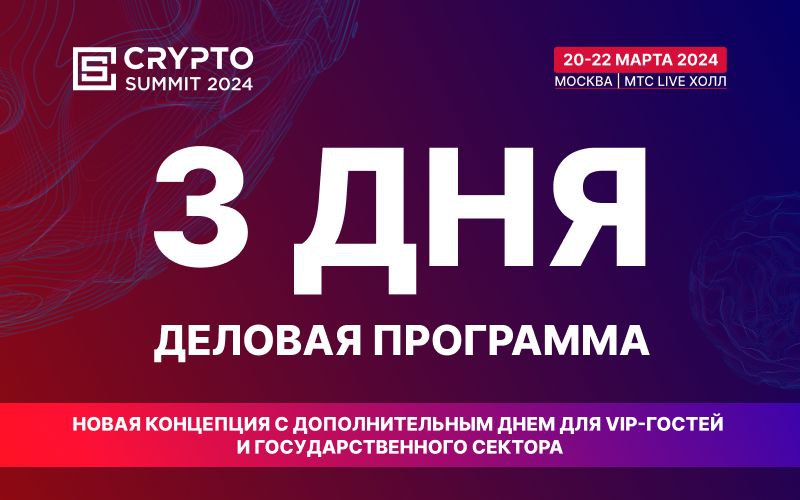 CRYPTO
SUMMIT 2024
20-22 МАРТА 2024
МОСКВА | МТС LIVE ХОЛЛ
3 ДНЯ
ДЕЛОВАЯ ПРОГРАММА
НОВАЯ КОНЦЕПЦИЯ С ДОПОЛНИТЕЛЬНЫМ ДНЕМ ДЛЯ VIP-ГОСТЕЙ
И ГОСУДАРСТВЕННОГО СЕКТОРА